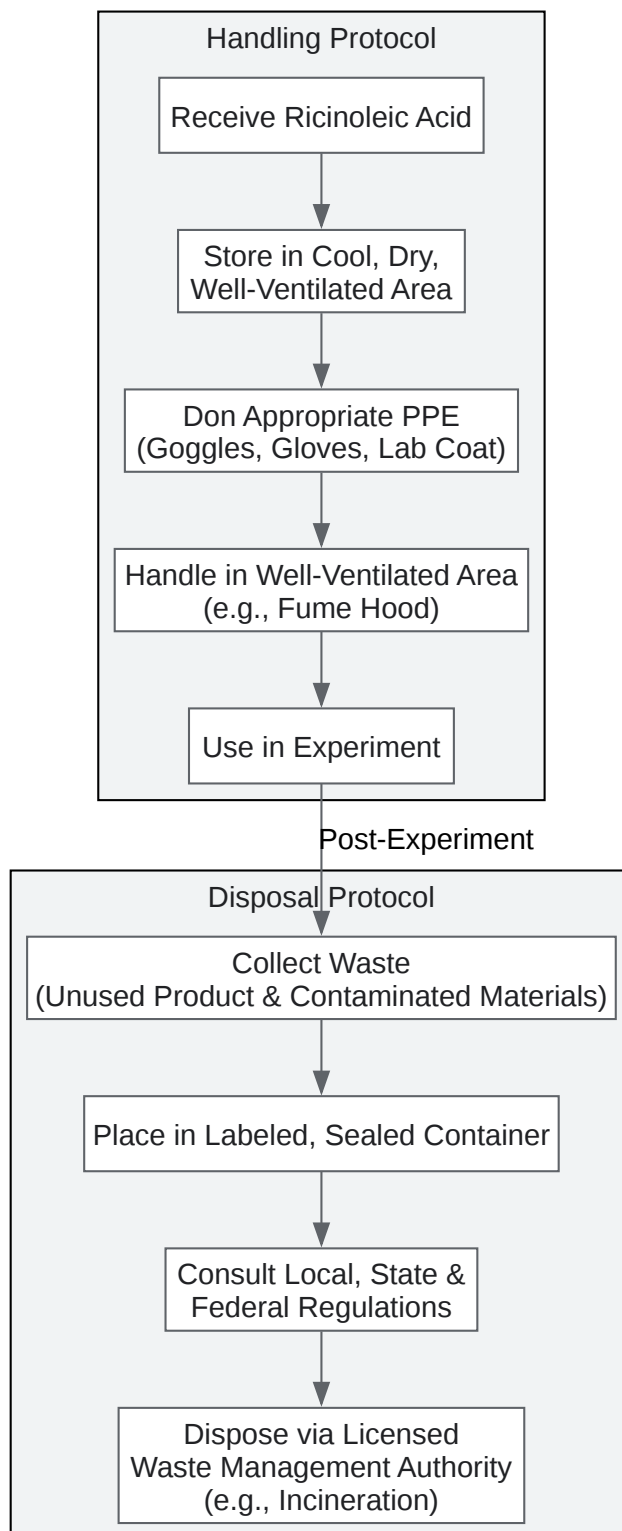 Handling Protocol
Receive Ricinoleic Acid
Store in Cool, Dry,
Well-Ventilated Area
Don Appropriate PPE
(Goggles, Gloves, Lab Coat)
Handle in Well-Ventilated Area
(e.g., Fume Hood)
Use in Experiment
Post-Experiment
Disposal Protocol
Collect Waste
(Unused Product & Contaminated Materials)
Place in Labeled, Sealed Container
Consult Local, State &
Federal Regulations
Dispose via Licensed
Waste Management Authority
(e.g., Incineration)